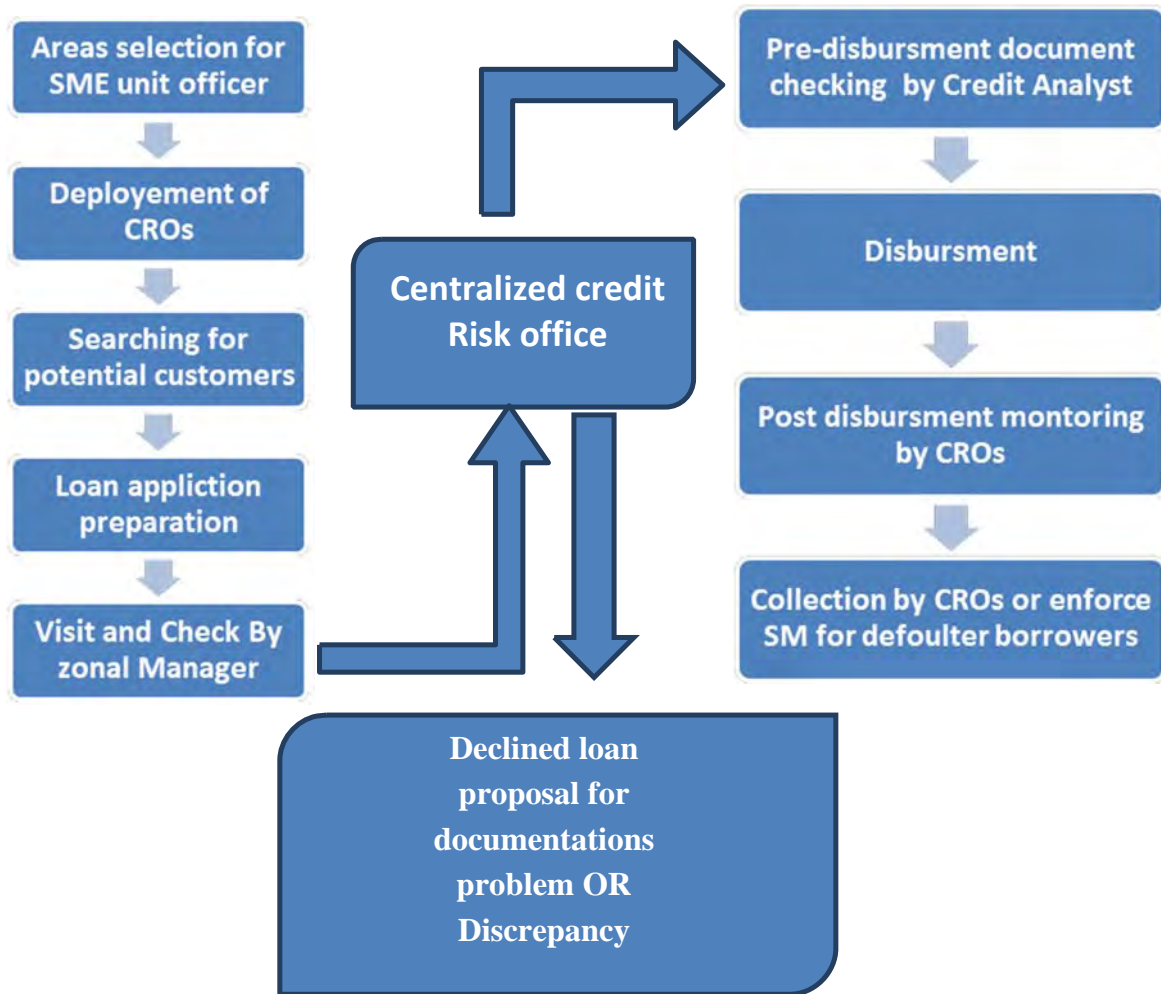 Areas selection for
SME unit officer
Deployement of
CROs
Searching for
potential customers
Loan appliction
preparation
Visit and Check By
zonal Manager
Centralized credit
Risk office
Declined loan
proposal for
documentations
problem OR
Discrepancy
Pre-disbursment document
checking by Credit Analyst
Disbursment
Post disbursment montoring
by CROs
Collection by CROs or enforce
SM for defoulter borrowers